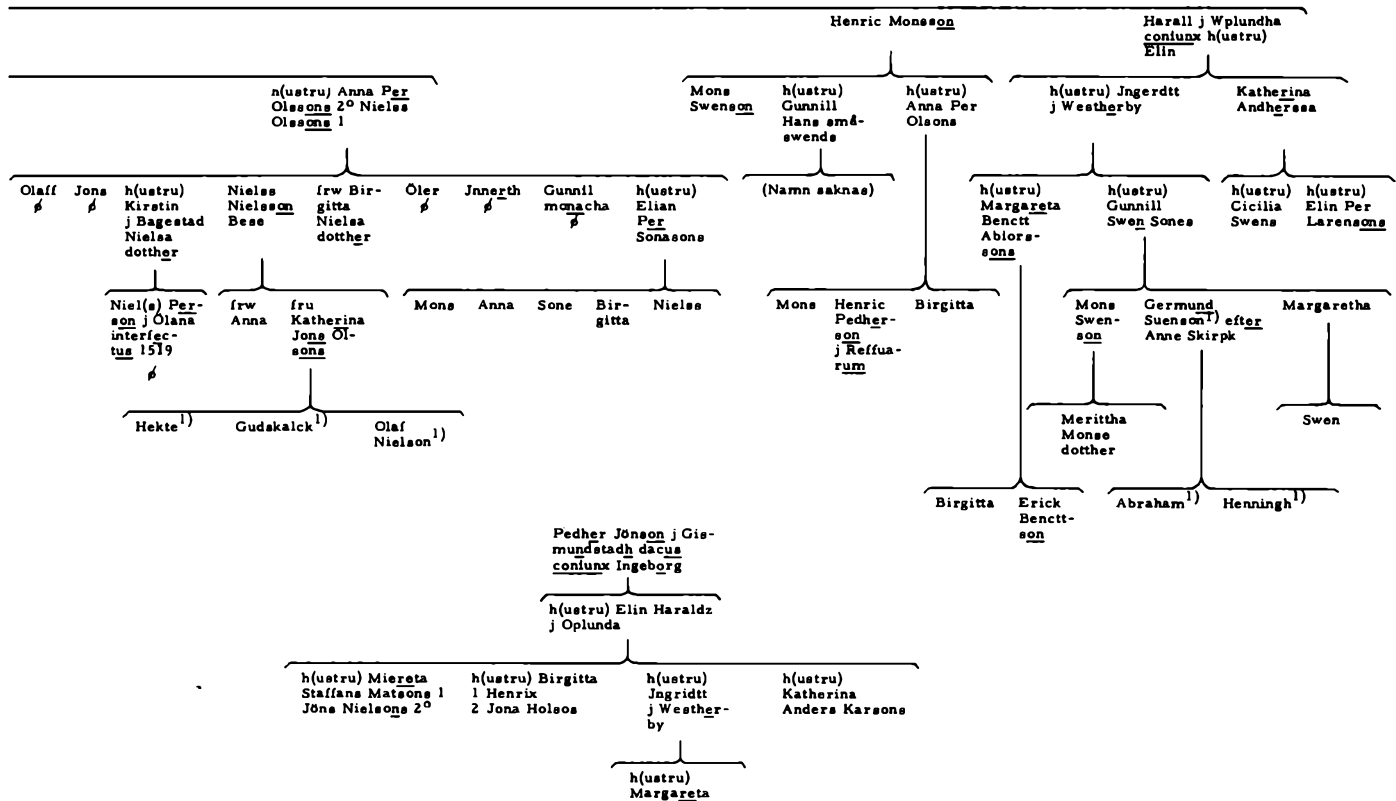 Henric Monsson
Harall j Wplundha
coniunx h(ustru)
Elin
h(ustru) Anna Per
Olssons 2º Nielss
Olssons 1
Mons
Swenson
h(ustru)
Gunnill
Hans små-
swends
h(ustru)
Anna Per
Olsons
h(ustru) Jngerdtt
j Westherby
Katherina
Andherssa
Olaff
ø
Jons
ø
h(ustru)
Kirstin
j Bagestad
Nielsa
dotther
Nielss
Nielsson
Bese
frw Bir-
gitta
Nielsa
dotther
Öler
ø
Jnnerth
ø
Gunnil
monacha
ø
h(ustru)
Elian
Per
Sonasons
(Namn saknas)
h(ustru)
Margareta
Benctt
Ablors-
sons
h(ustru)
Gunnill
Swen Sones
h(ustru)
Cicilia
Swens
h(ustru)
Elin Per
Larensons
Niel(s) Per-
son j Ölana
interfec-
tus 1519
ø
frw
Anna
fru
Katherina
Jons Öl-
sons
Mons
Anna
Sone
Bir-
gitta
Nielss
Mons
Henric
Pedher-
son
j Reffua-
rum
Birgitta
Mons
Swen-
son
Germund
Suenson1) efter
Anne Skirpk
Margaretha
Hekte1)
Gudskalck1)
Olaf
Nielson1)
Merittha
Monse
dotther
Swen
Birgitta
Erick
Benctt-
son
Abraham1)
Henningh1)
Pedher Jönson j Gis-
mundstadh dacus
coniunx Ingeborg
h(ustru) Elin Haraldz
j Oplunda
h(ustru) Miereta
Staffans Matsons 1
Jöns Nielsons 2º
h(ustru) Birgitta
1 Henrix
2 Jona Holsos
h(ustru)
Jngridtt
j Westher-
by
h(ustru)
Katherina
Anders Karsons
h(ustru)
Margareta